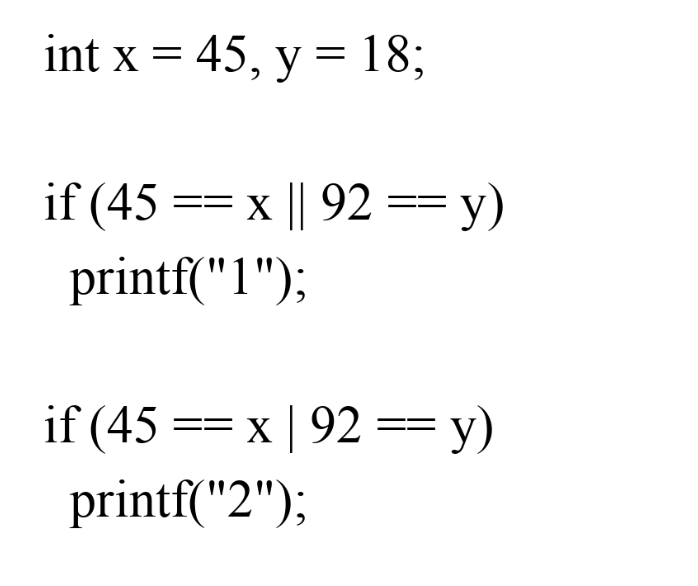 int x = 45, y = 18;
if (45 == x || 92 == y)
printf("1");
if (45 == x | 92 == y)
printf("2");